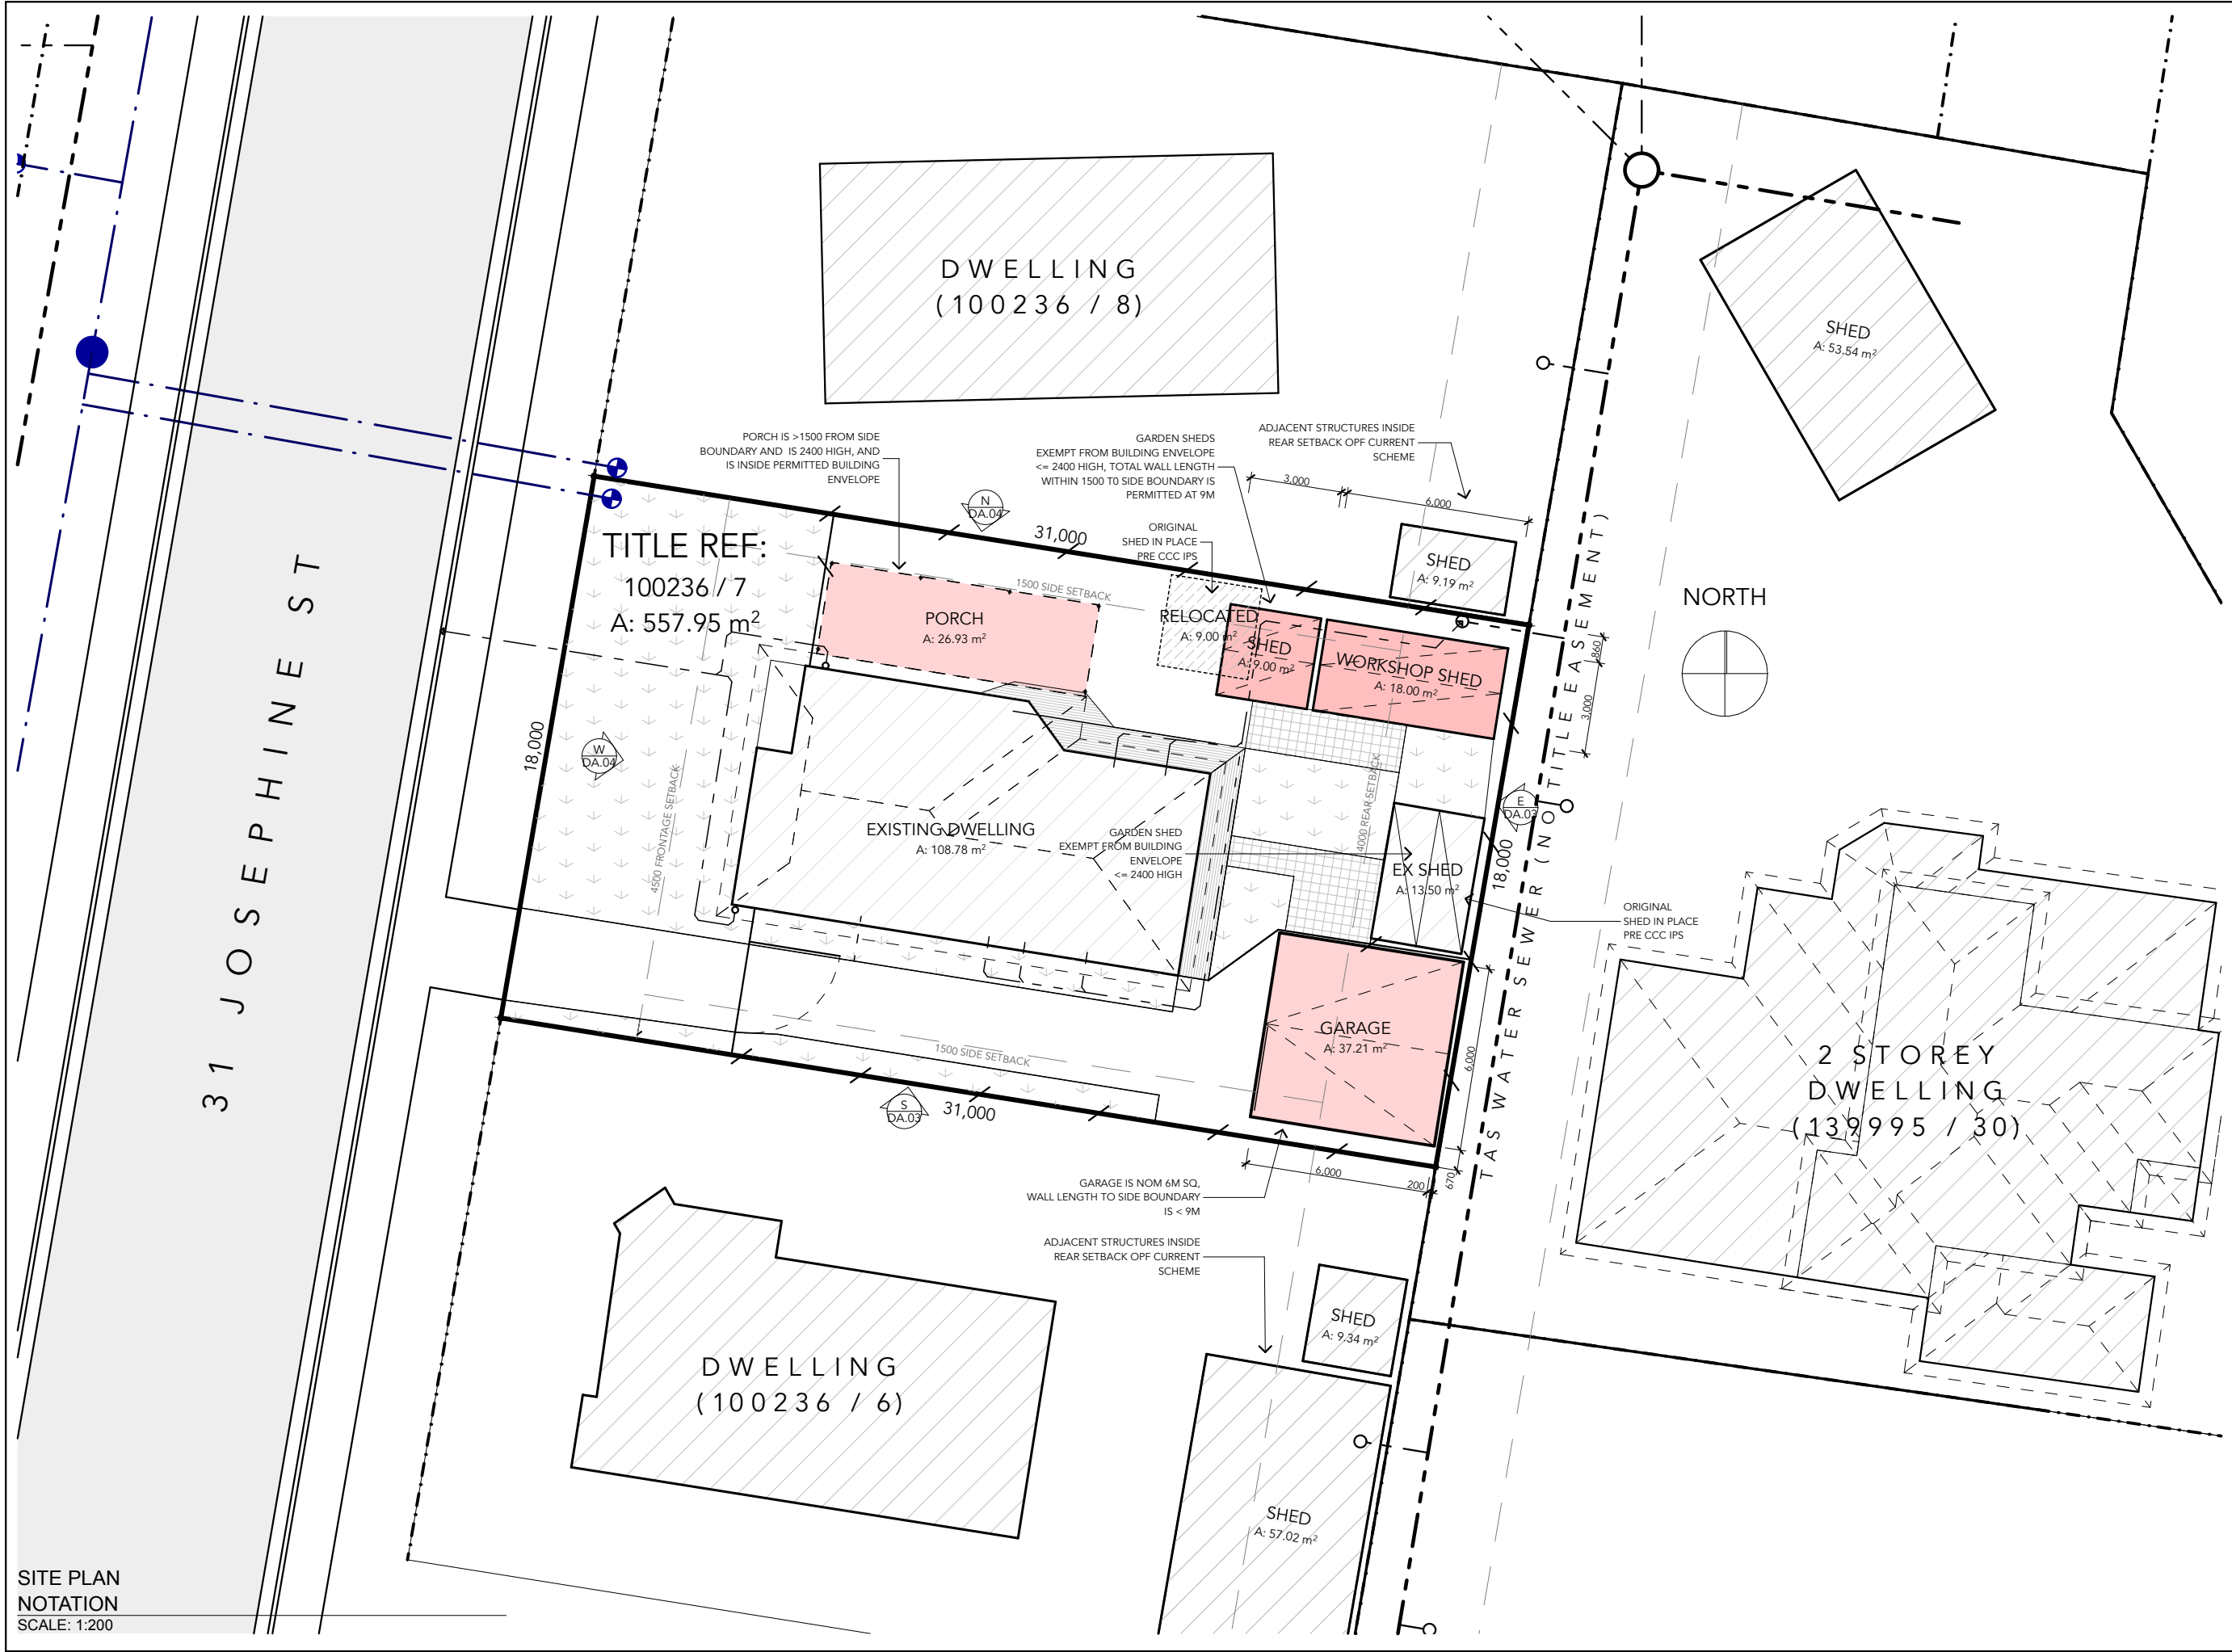 DWELLING
(100236 / 8)
SHED
A: 53.54 m²
PORCH IS >1500 FROM SIDE
BOUNDARY AND IS 2400 HIGH, AND
IS INSIDE PERMITTED BUILDING
ENVELOPE
GARDEN SHEDS
EXEMPT FROM BUILDING ENVELOPE
<= 2400 HIGH, TOTAL WALL LENGTH
WITHIN 1500 T0 SIDE BOUNDARY IS
PERMITTED AT 9M
ADJACENT STRUCTURES INSIDE
REAR SETBACK OPF CURRENT
SCHEME
3,000
6,000
N
DA.04
31,000
ORIGINAL
SHED IN PLACE
PRE CCC IPS
SHED
A: 9.19 m²
TITLE REF:
100236 / 7
A: 557.95 m²
1500 SIDE SETBACK
PORCH
A: 26.93 m²
RELOCATED
A: 9.00 m²
SHED
A: 9.00 m²
WORKSHOP SHED
A: 18.00 m²
860
3,000
NORTH
18,000
W
DA.04
4500 FRONTAGE SETBACK
EXISTING DWELLING
A: 108.78 m²
GARDEN SHED
EXEMPT FROM BUILDING
ENVELOPE
<= 2400 HIGH
4000 REAR SETBACK
E
DA.03
EX SHED
A: 13.50 m²
18,000
ORIGINAL
SHED IN PLACE
PRE CCC IPS
TAS WATER SEWER (NO TITLE EASEMENT)
31 JOSEPHINE ST
GARAGE
A: 37.21 m²
6,000
1500 SIDE SETBACK
S
DA.03
31,000
2 STOREY
DWELLING
(139995 / 30)
6,000
200
670
GARAGE IS NOM 6M SQ,
WALL LENGTH TO SIDE BOUNDARY
IS < 9M
ADJACENT STRUCTURES INSIDE
REAR SETBACK OPF CURRENT
SCHEME
SHED
A: 9.34 m²
DWELLING
(100236 / 6)
SHED
A: 57.02 m²
SITE PLAN
NOTATION
SCALE: 1:200